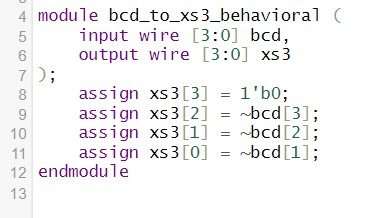 4 module bcd_to_xs3_behavioral (
5     input wire [3:0] bcd,
6     output wire [3:0] xs3
7 );
8     assign xs3[3] = 1'b0;
9     assign xs3[2] = ~bcd[3];
10     assign xs3[1] = ~bcd[2];
11     assign xs3[0] = ~bcd[1];
12 endmodule
13